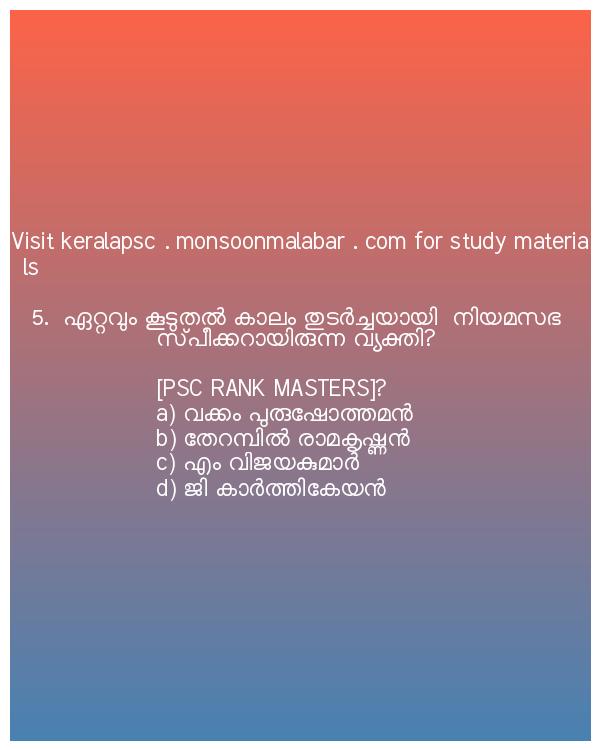 Visit keralapsc . monsoonmalabar . com for study materia
ls
5. ഏറ്റവും കൂടുതൽ കാലം തുടർച്ചയായി നിയമസഭ
സ്പീക്കറായിരുന്ന വ്യക്തി?
[PSC RANK MASTERS]?
a) വക്കം പുരുഷോത്തമൻ
b) തേറമ്പിൽ രാമകൃഷ്ണൻ
c) എം വിജയകുമാർ
d) ജി കാർത്തികേയൻ